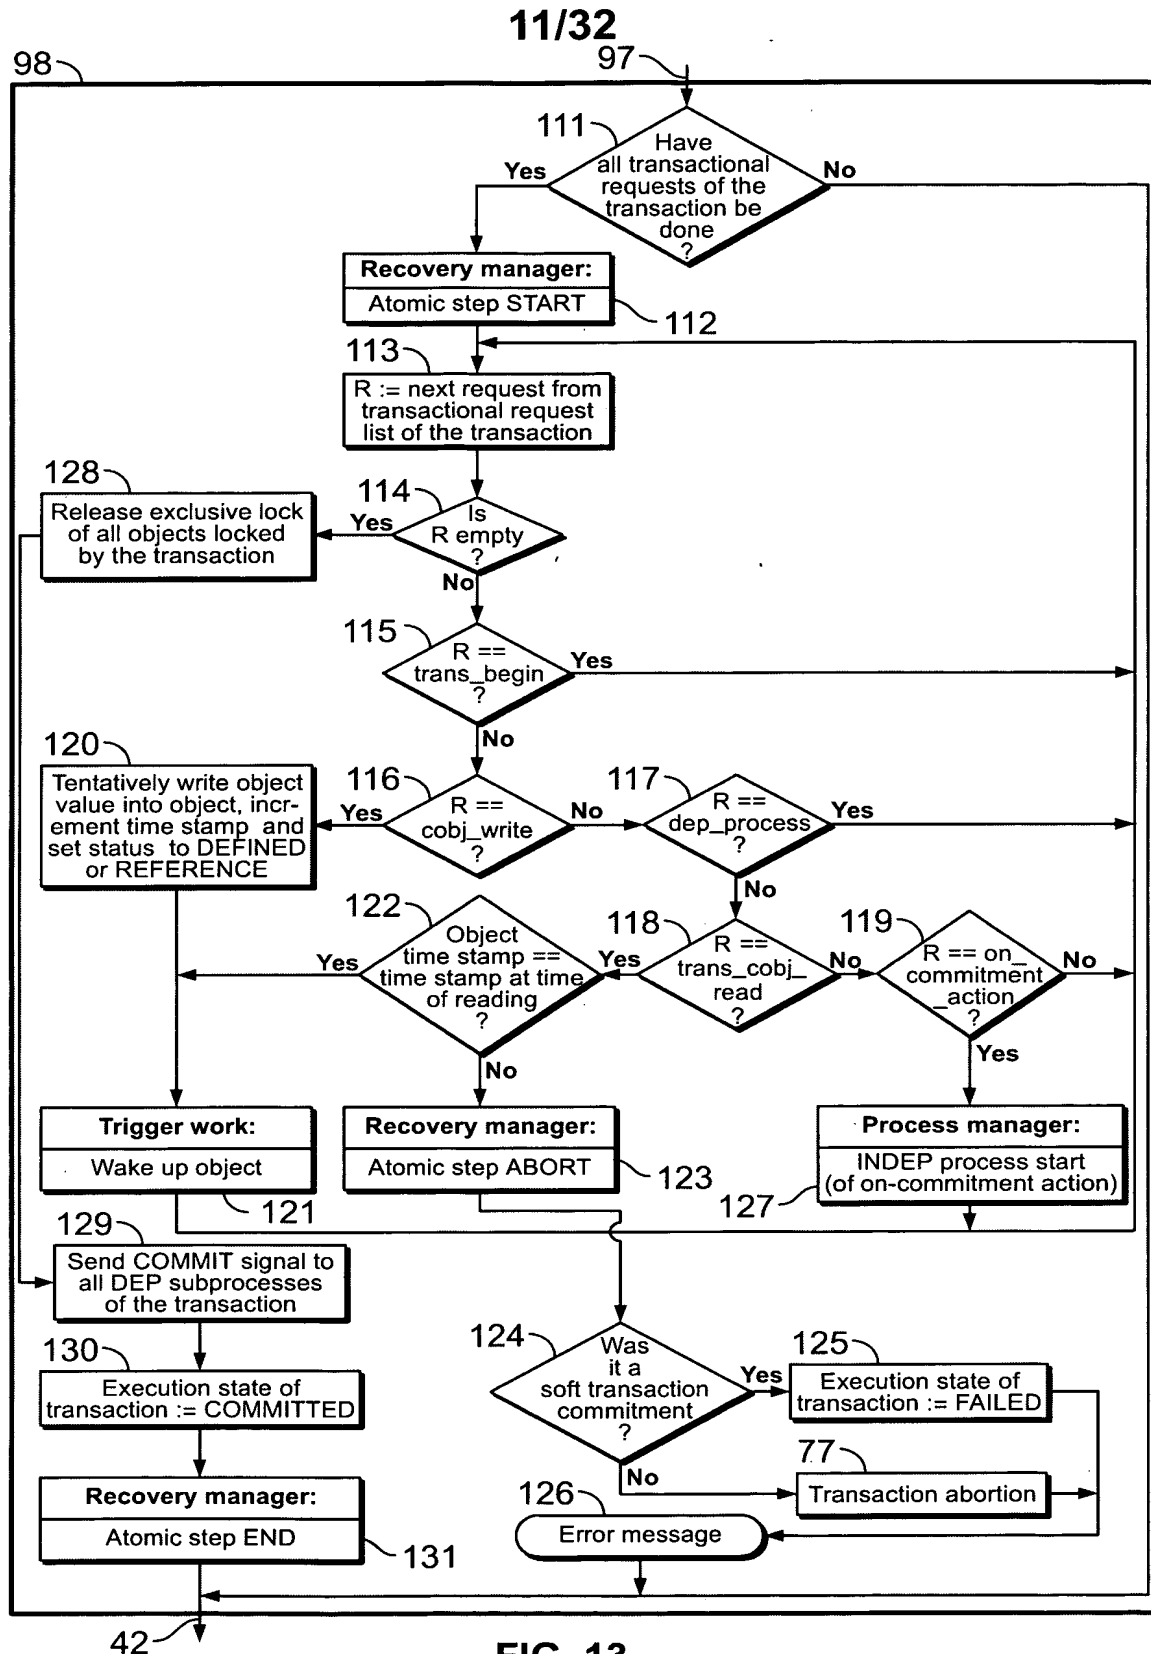 11/32
98
97
111
Have
all transactional
requests of the
transaction be
done
?
Yes
No
Recovery manager:
Atomic step START
112
113
R := next request from
transactional request
list of the transaction
128
Release exclusive lock
of all objects locked
by the transaction
114
Is
R empty
?
Yes
No
115
R ==
trans_begin
?
Yes
No
120
Tentatively write object
value into object, incr-
ement time stamp and
set status to DEFINED
or REFERENCE
116
R ==
cobj_write
?
Yes
No
117
R ==
dep_process
?
Yes
No
122
Object
time stamp ==
time stamp at time
of reading
?
Yes
No
118
R ==
trans_cobj_
read
?
Yes
No
119
R == on_
commitment
_action
?
No
Yes
Trigger work:
Wake up object
121
Recovery manager:
Atomic step ABORT
123
Process manager:
INDEP process start
(of on-commitment action)
127
129
Send COMMIT signal to
all DEP subprocesses
of the transaction
124
Was
it a
soft transaction
commitment
?
Yes
No
125
Execution state of
transaction := FAILED
130
Execution state of
transaction := COMMITTED
77
Transaction abortion
126
Error message
Recovery manager:
Atomic step END
131
42
FIG. 13